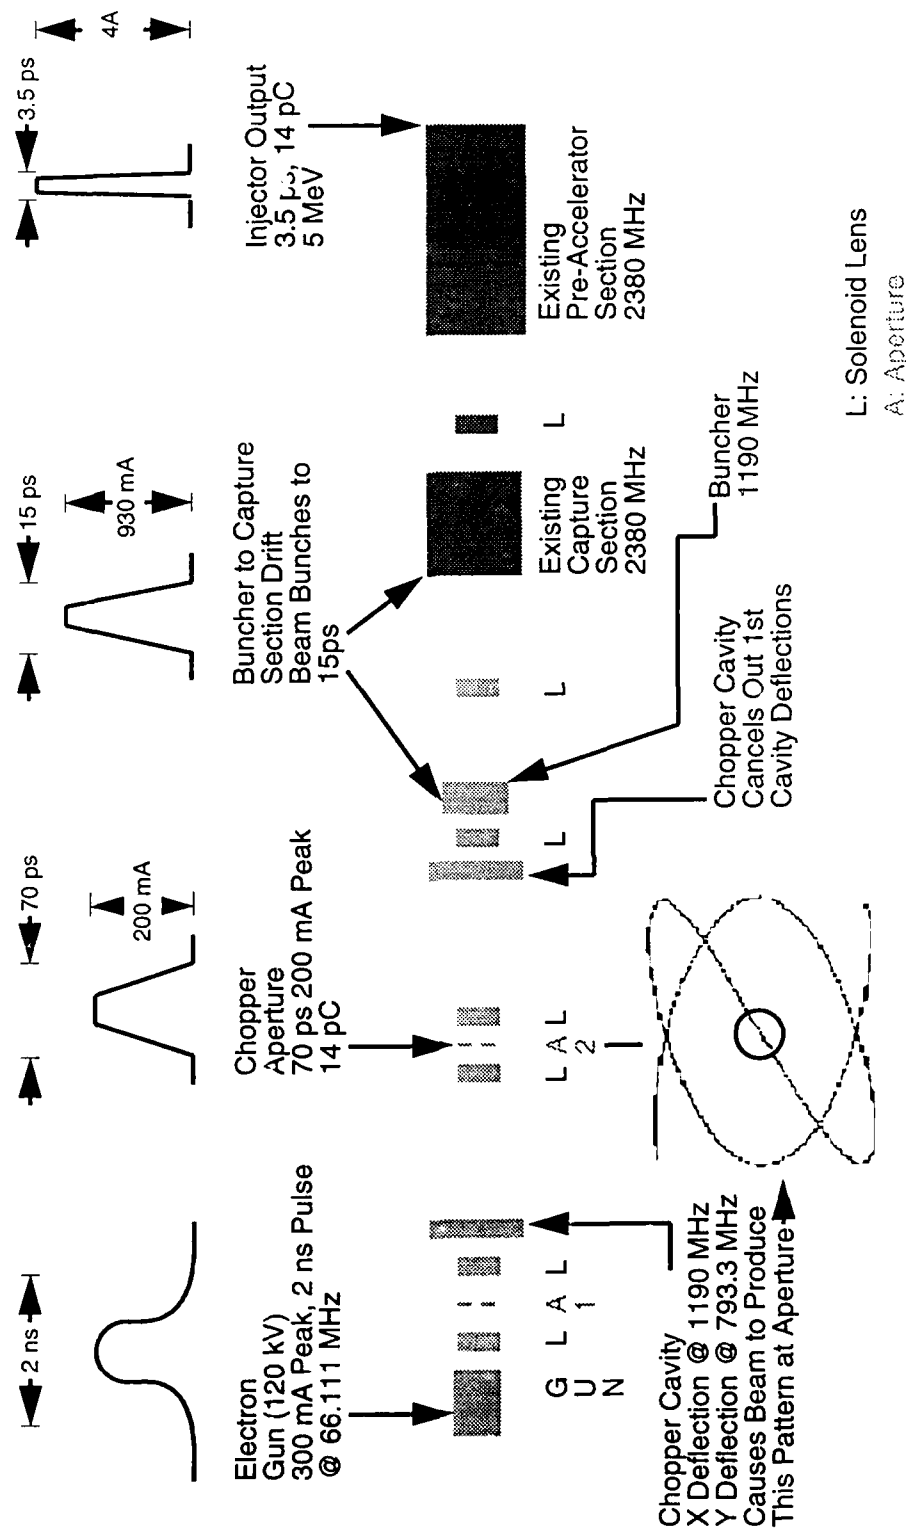 2 ns
70 ps
200 mA
15 ps
930 mA
3.5 ps
4A
Electron
Gun (120 kV)
300 mA Peak, 2 ns Pulse
@ 66.111 MHz
Chopper
Aperture
70 ps 200 mA Peak
14 pC
Buncher to Capture
Section Drift
Beam Bunches to
15ps
Injector Output
3.5 ps, 14 pC
5 MeV
G
U
N
L
A
1
L
L
A
2
L
L
L
Existing
Capture
Section
2380 MHz
L
Existing
Pre-Accelerator
Section
2380 MHz
Chopper Cavity
X Deflection @ 1190 MHz
Y Deflection @ 793.3 MHz
Causes Beam to Produce
This Pattern at Aperture
Chopper Cavity
Cancels Out 1st
Cavity Deflections
Buncher
1190 MHz
L: Solenoid Lens
A: Aperture